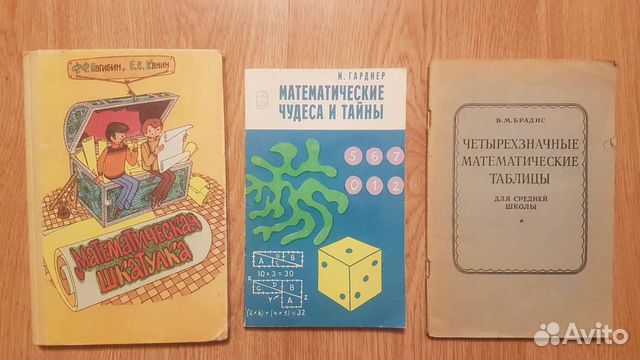 Ф.Ф. Нагибин, Е.С. Канин
МАТЕМАТИЧЕСКАЯ
ШКАТУЛКА
М. ГАРДНЕР
МАТЕМАТИЧЕСКИЕ
ЧУДЕСА И ТАЙНЫ
5 6 7
0 1 2
A B
C D
10 × 3 = 30
X
C D B
Y A Z
(2×6) + (4×5) = 32
В. М. БРАДИС
ЧЕТЫРЕХЗНАЧНЫЕ
МАТЕМАТИЧЕСКИЕ
ТАБЛИЦЫ
ДЛЯ СРЕДНЕЙ
ШКОЛЫ
Avito